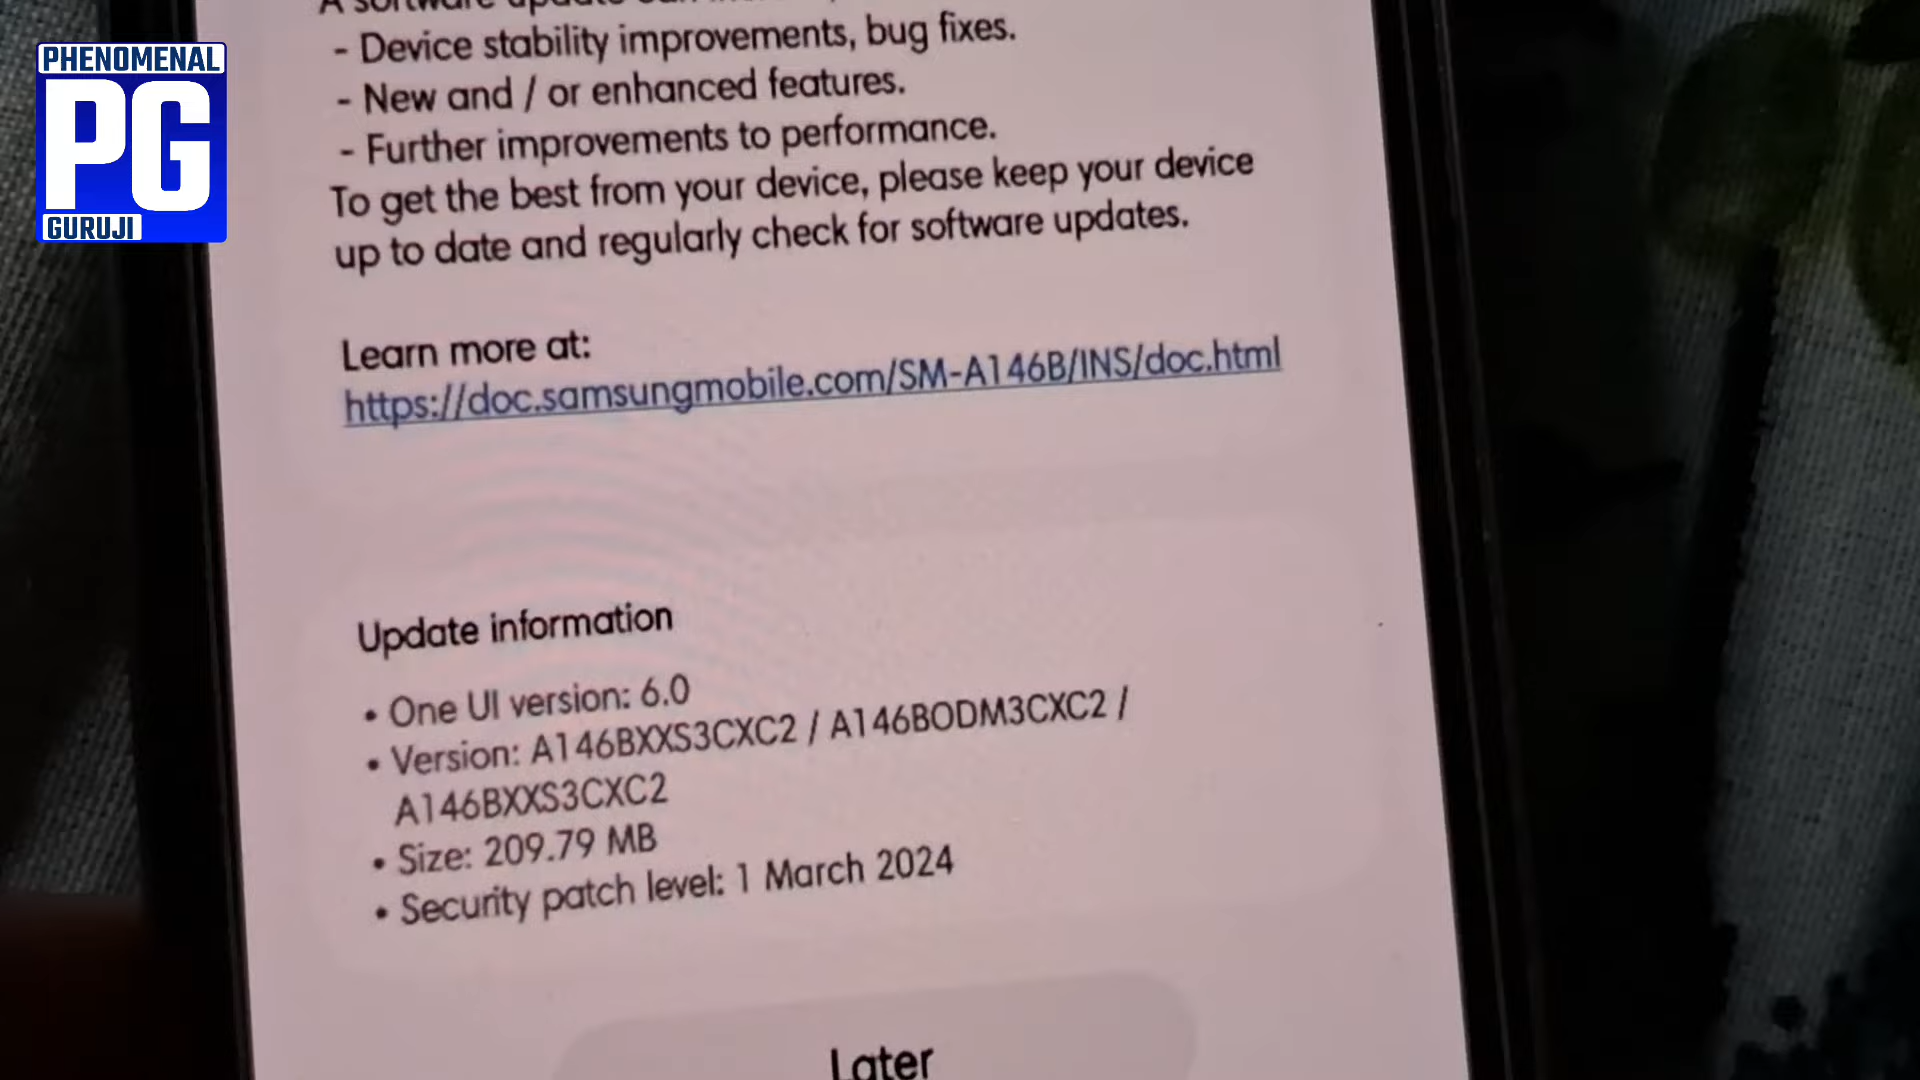 PHENOMENAL
PG
GURUJI
A software update can
- Device stability improvements, bug fixes.
- New and / or enhanced features.
- Further improvements to performance.
To get the best from your device, please keep your device
up to date and regularly check for software updates.
Learn more at:
https://doc.samsungmobile.com/SM-A146B/INS/doc.html
Update information
• One UI version: 6.0
• Version: A146BXXS3CXC2 / A146BODM3CXC2 /
A146BXXS3CXC2
• Size: 209.79 MB
• Security patch level: 1 March 2024
Later